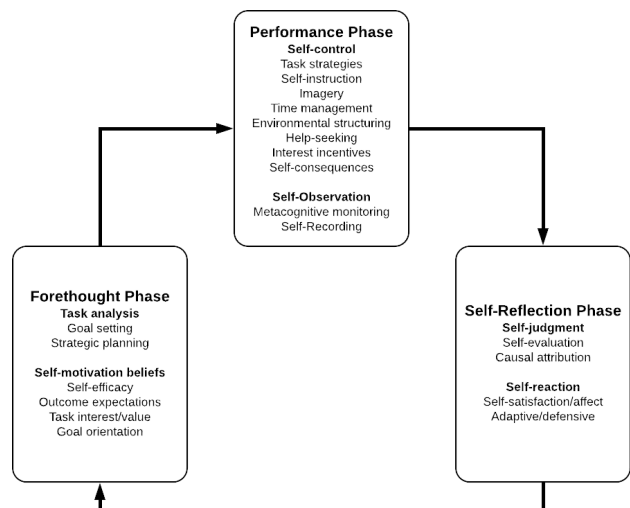 Performance Phase
Self-control
Task strategies
Self-instruction
Imagery
Time management
Environmental structuring
Help-seeking
Interest incentives
Self-consequences
Self-Observation
Metacognitive monitoring
Self-Recording
Forethought Phase
Task analysis
Goal setting
Strategic planning
Self-motivation beliefs
Self-efficacy
Outcome expectations
Task interest/value
Goal orientation
Self-Reflection Phase
Self-judgment
Self-evaluation
Causal attribution
Self-reaction
Self-satisfaction/affect
Adaptive/defensive